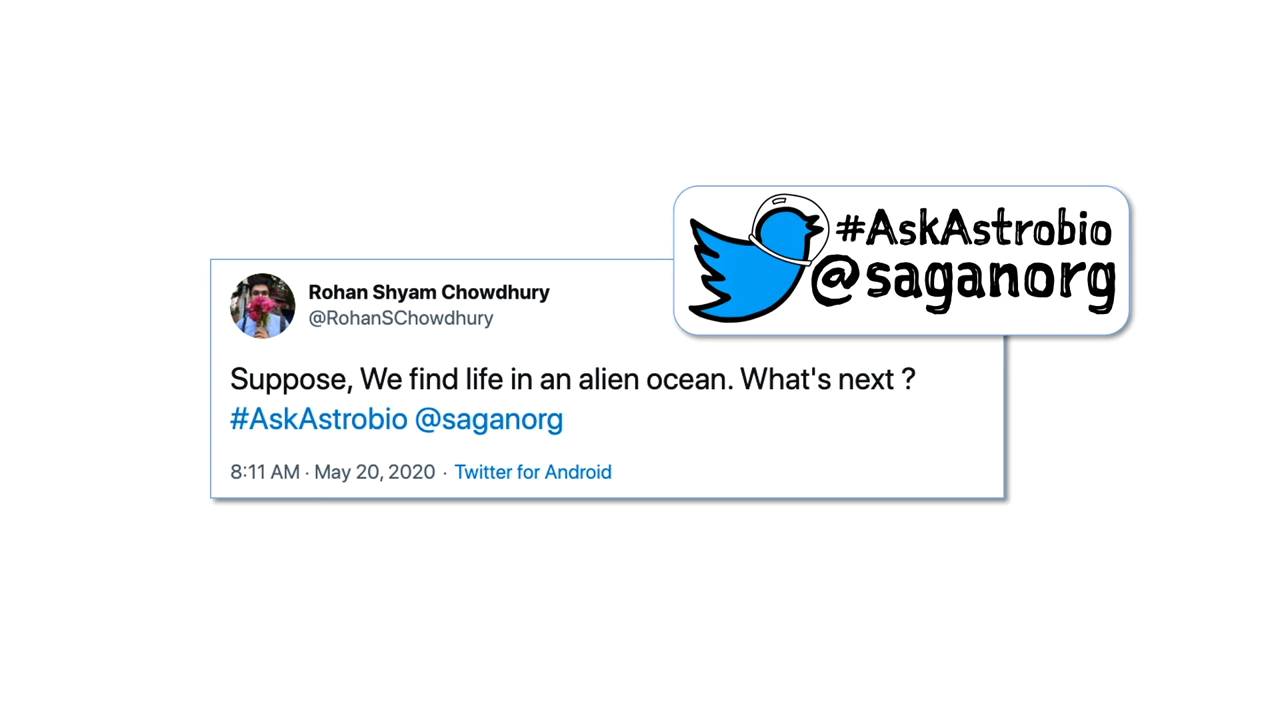 #AskAstrobio
@saganorg
Rohan Shyam Chowdhury
@RohanSChowdhury
Suppose, We find life in an alien ocean. What's next ?
#AskAstrobio @saganorg
8:11 AM · May 20, 2020 · Twitter for Android